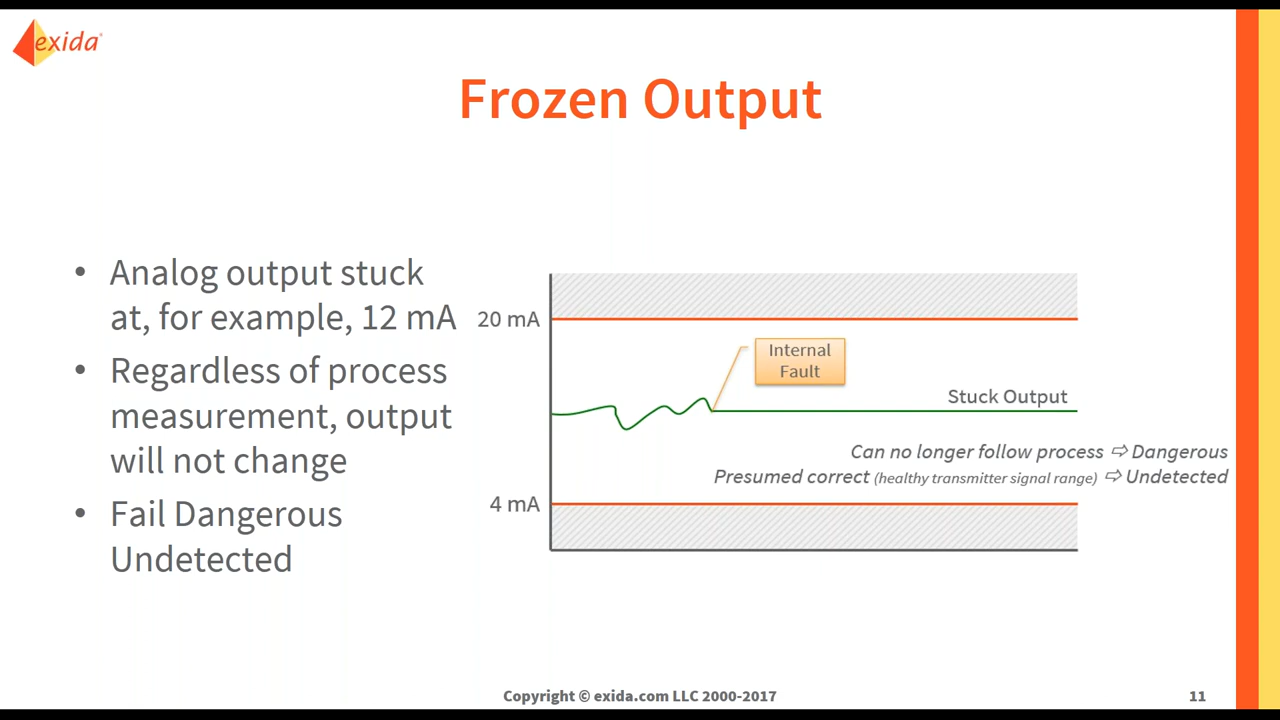 exida
Frozen Output
• Analog output stuck
at, for example, 12 mA
• Regardless of process
measurement, output
will not change
• Fail Dangerous
Undetected
20 mA
Internal
Fault
Stuck Output
Can no longer follow process ⇨ Dangerous
Presumed correct (healthy transmitter signal range) ⇨ Undetected
4 mA
Copyright © exida.com LLC 2000-2017
11